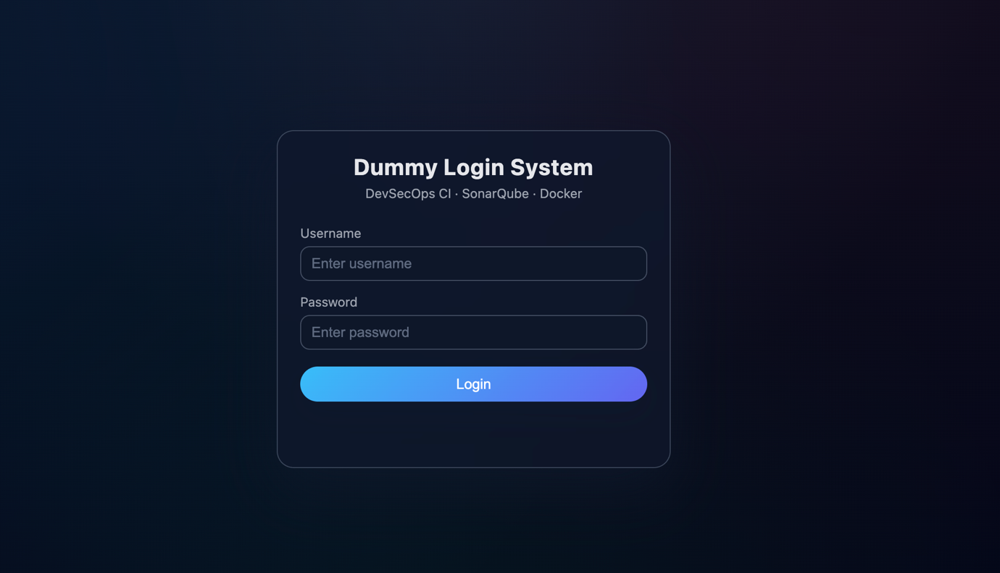 Dummy Login System
DevSecOps CI · SonarQube · Docker
Username
Enter username
Password
Enter password
Login